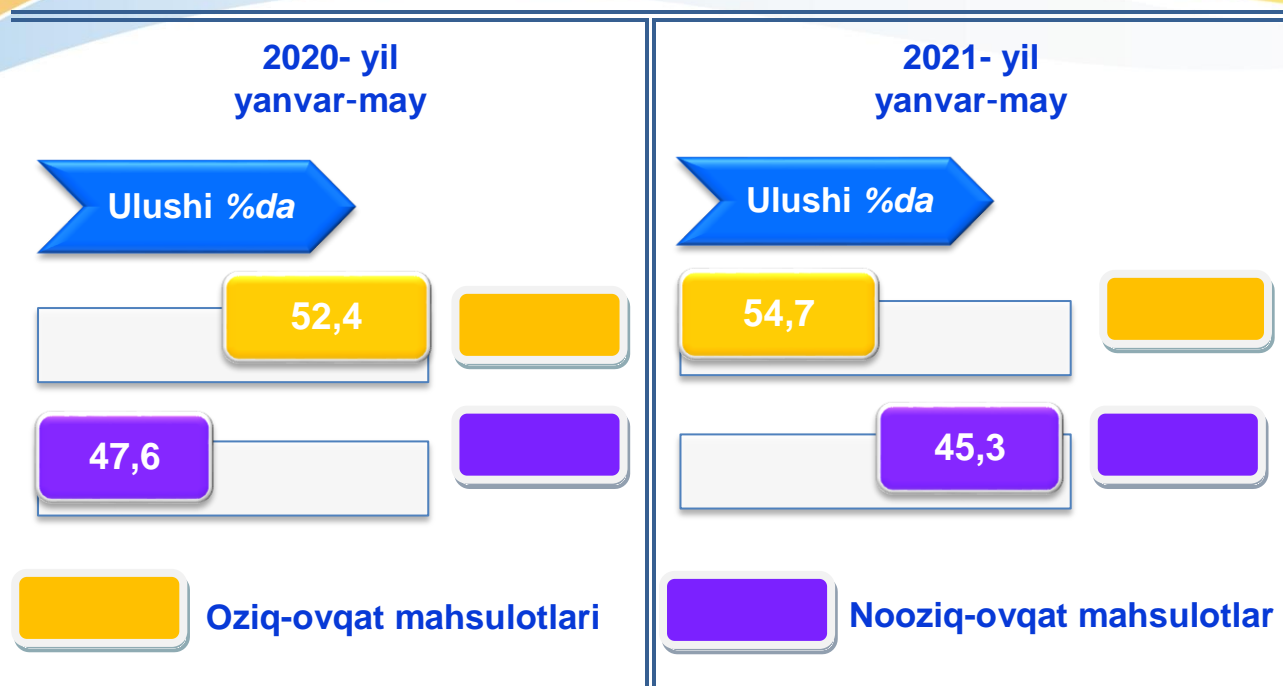 2020- yil
yanvar-may
Ulushi %da
52,4
47,6
2021- yil
yanvar-may
Ulushi %da
54,7
45,3
Oziq-ovqat mahsulotlari
Nooziq-ovqat mahsulotlar